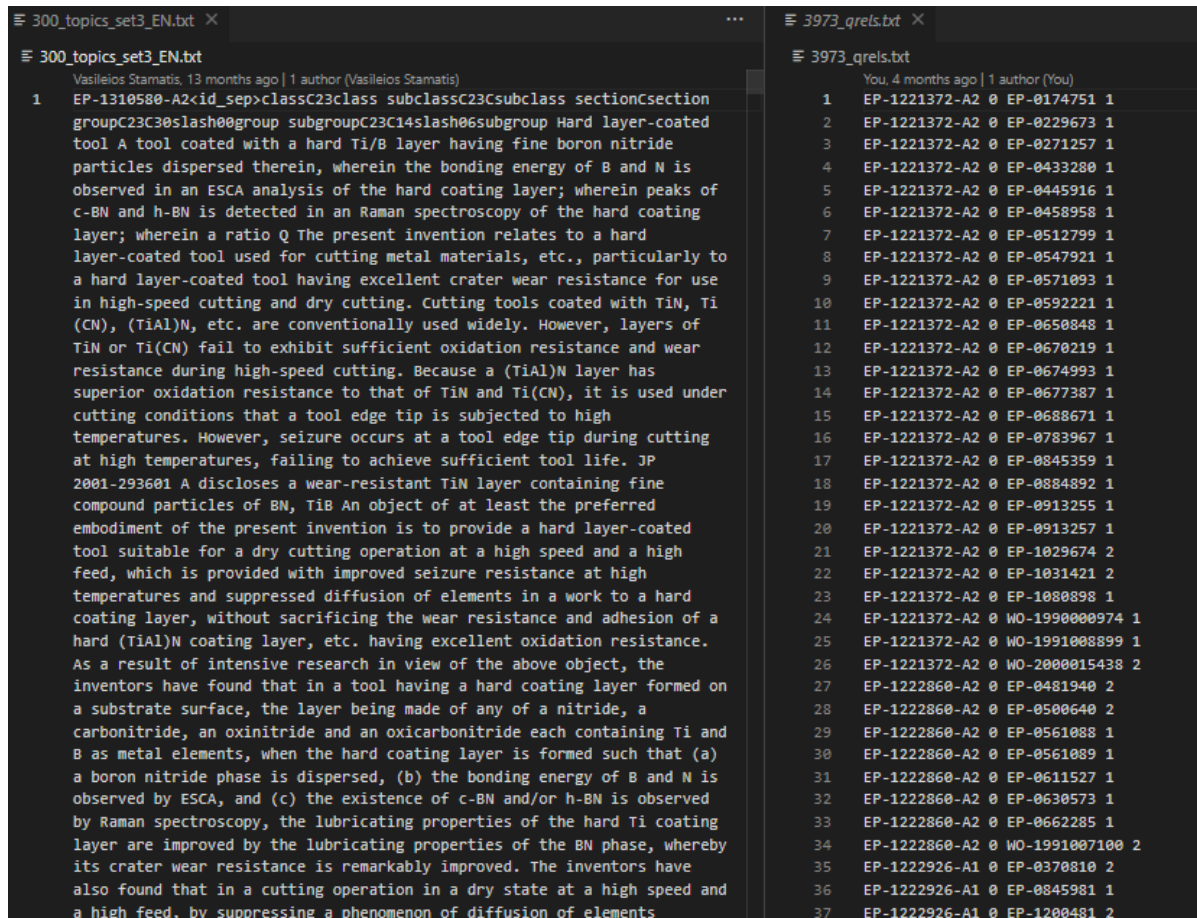 300_topics_set3_EN.txt
300_topics_set3_EN.txt
Vasileios Stamatis, 13 months ago | 1 author (Vasileios Stamatis)
1 EP-1310580-A2<id_sep>classC23class subclassC23Csubclass sectionCsection
groupC23C30slash00group subgroupC23C14slash06subgroup Hard layer-coated
tool A tool coated with a hard Ti/B layer having fine boron nitride
particles dispersed therein, wherein the bonding energy of B and N is
observed in an ESCA analysis of the hard coating layer; wherein peaks of
c-BN and h-BN is detected in an Raman spectroscopy of the hard coating
layer; wherein a ratio Q The present invention relates to a hard
layer-coated tool used for cutting metal materials, etc., particularly to
a hard layer-coated tool having excellent crater wear resistance for use
in high-speed cutting and dry cutting. Cutting tools coated with TiN, Ti
(CN), (TiAl)N, etc. are conventionally used widely. However, layers of
TiN or Ti(CN) fail to exhibit sufficient oxidation resistance and wear
resistance during high-speed cutting. Because a (TiAl)N layer has
superior oxidation resistance to that of TiN and Ti(CN), it is used under
cutting conditions that a tool edge tip is subjected to high
temperatures. However, seizure occurs at a tool edge tip during cutting
at high temperatures, failing to achieve sufficient tool life. JP
2001-293601 A discloses a wear-resistant TiN layer containing fine
compound particles of BN, TiB An object of at least the preferred
embodiment of the present invention is to provide a hard layer-coated
tool suitable for a dry cutting operation at a high speed and a high
feed, which is provided with improved seizure resistance at high
temperatures and suppressed diffusion of elements in a work to a hard
coating layer, without sacrificing the wear resistance and adhesion of a
hard (TiAl)N coating layer, etc. having excellent oxidation resistance.
As a result of intensive research in view of the above object, the
inventors have found that in a tool having a hard coating layer formed on
a substrate surface, the layer being made of any of a nitride, a
carbonitride, an oxinitride and an oxicarbonitride each containing Ti and
B as metal elements, when the hard coating layer is formed such that (a)
a boron nitride phase is dispersed, (b) the bonding energy of B and N is
observed by ESCA, and (c) the existence of c-BN and/or h-BN is observed
by Raman spectroscopy, the lubricating properties of the hard Ti coating
layer are improved by the lubricating properties of the BN phase, whereby
its crater wear resistance is remarkably improved. The inventors have
also found that in a cutting operation in a dry state at a high speed and
a high feed, by suppressing a phenomenon of diffusion of elements
3973_qrels.txt
3973_qrels.txt
You, 4 months ago | 1 author (You)
1 EP-1221372-A2 0 EP-0174751 1
2 EP-1221372-A2 0 EP-0229673 1
3 EP-1221372-A2 0 EP-0271257 1
4 EP-1221372-A2 0 EP-0433280 1
5 EP-1221372-A2 0 EP-0445916 1
6 EP-1221372-A2 0 EP-0458958 1
7 EP-1221372-A2 0 EP-0512799 1
8 EP-1221372-A2 0 EP-0547921 1
9 EP-1221372-A2 0 EP-0571093 1
10 EP-1221372-A2 0 EP-0592221 1
11 EP-1221372-A2 0 EP-0650848 1
12 EP-1221372-A2 0 EP-0670219 1
13 EP-1221372-A2 0 EP-0674993 1
14 EP-1221372-A2 0 EP-0677387 1
15 EP-1221372-A2 0 EP-0688671 1
16 EP-1221372-A2 0 EP-0783967 1
17 EP-1221372-A2 0 EP-0845359 1
18 EP-1221372-A2 0 EP-0884892 1
19 EP-1221372-A2 0 EP-0913255 1
20 EP-1221372-A2 0 EP-0913257 1
21 EP-1221372-A2 0 EP-1029674 2
22 EP-1221372-A2 0 EP-1031421 2
23 EP-1221372-A2 0 EP-1080898 1
24 EP-1221372-A2 0 WO-1990000974 1
25 EP-1221372-A2 0 WO-1991008899 1
26 EP-1221372-A2 0 WO-2000015438 2
27 EP-1222860-A2 0 EP-0481940 2
28 EP-1222860-A2 0 EP-0500640 2
29 EP-1222860-A2 0 EP-0561088 1
30 EP-1222860-A2 0 EP-0561089 1
31 EP-1222860-A2 0 EP-0611527 1
32 EP-1222860-A2 0 EP-0630573 1
33 EP-1222860-A2 0 EP-0662285 1
34 EP-1222860-A2 0 WO-1991007100 2
35 EP-1222926-A1 0 EP-0370810 2
36 EP-1222926-A1 0 EP-0845981 1
37 EP-1222926-A1 0 EP-1200481 2